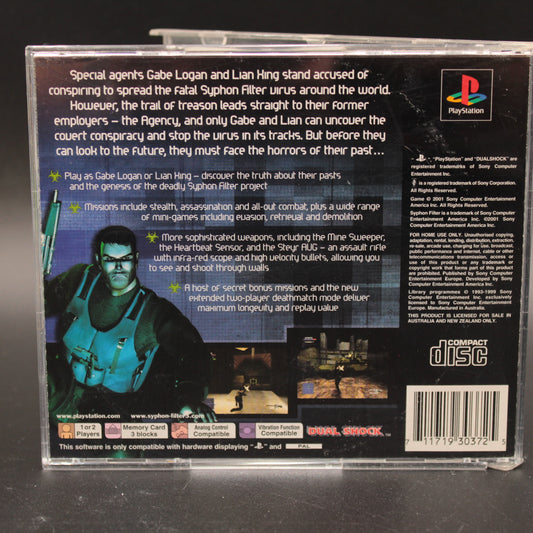 Special agents Gabe Logan and Lian Xing stand accused of
conspiring to spread the fatal Syphon Filter virus around the world.
However, the trail of treason leads straight to their former
employers – the Agency, and only Gabe and Lian can uncover the
covert conspiracy and stop the virus in its tracks. But before they
can look to the future, they must face the horrors of their past...
Play as Gabe Logan or Lian Xing – discover the truth about their pasts
and the genesis of the deadly Syphon Filter project
Missions include stealth, assassination and all-out combat, plus a wide range
of mini-games including evasion, retrieval and demolition
More sophisticated weapons, including the Mine Sweeper,
the Heartbeat Sensor, and the Steyr AUG – an assault rifle
with infra-red scope and high velocity bullets, allowing you
to see and shoot through walls
A host of secret bonus missions and the new
extended two-player deathmatch mode deliver
maximum longevity and replay value
www.playstation.com www.syphon-filter3.com
1 or 2
Players
Memory Card
3 blocks
Analog Control
Compatible
Vibration Function
Compatible
DUAL SHOCK™
This software is only compatible with hardware displaying "PS" and PAL
PlayStation
"PlayStation" and "DUALSHOCK" are
registered trademarks of Sony Computer
Entertainment Inc.
is a registered trademark of Sony Corporation.
All Rights Reserved.
Game © 2001 Sony Computer Entertainment
America Inc. All Rights Reserved.
Syphon Filter is a trademark of Sony Computer
Entertainment America Inc. ©2001 Sony
Computer Entertainment America Inc.
FOR HOME USE ONLY. Unauthorised copying,
adaptation, rental, lending, distribution, extraction,
re-sale, arcade use, charging for use, broadcast,
public performance and internet, cable or other
telecommunications transmission, access or
use of this product or any trademark or
copyright work that forms part of this product
are prohibited. Published by Sony Computer
Entertainment Europe. Developed by Sony
Computer Entertainment America Inc.
Library programmes © 1993-1999 Sony
Computer Entertainment Inc. exclusively
licensed to Sony Computer Entertainment
Europe. Manufactured in Australia.
THIS PRODUCT IS LICENSED FOR SALE IN
AUSTRALIA AND NEW ZEALAND ONLY.
COMPACT
disc
7 11719 30372 5